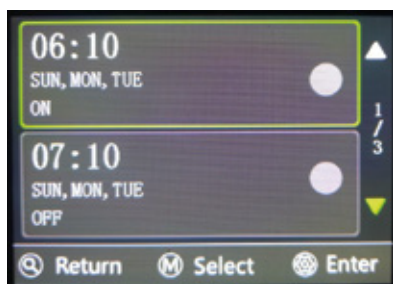 06:10
SUN, MON, TUE
ON
07:10
SUN, MON, TUE
OFF
1/3
Return M Select Enter